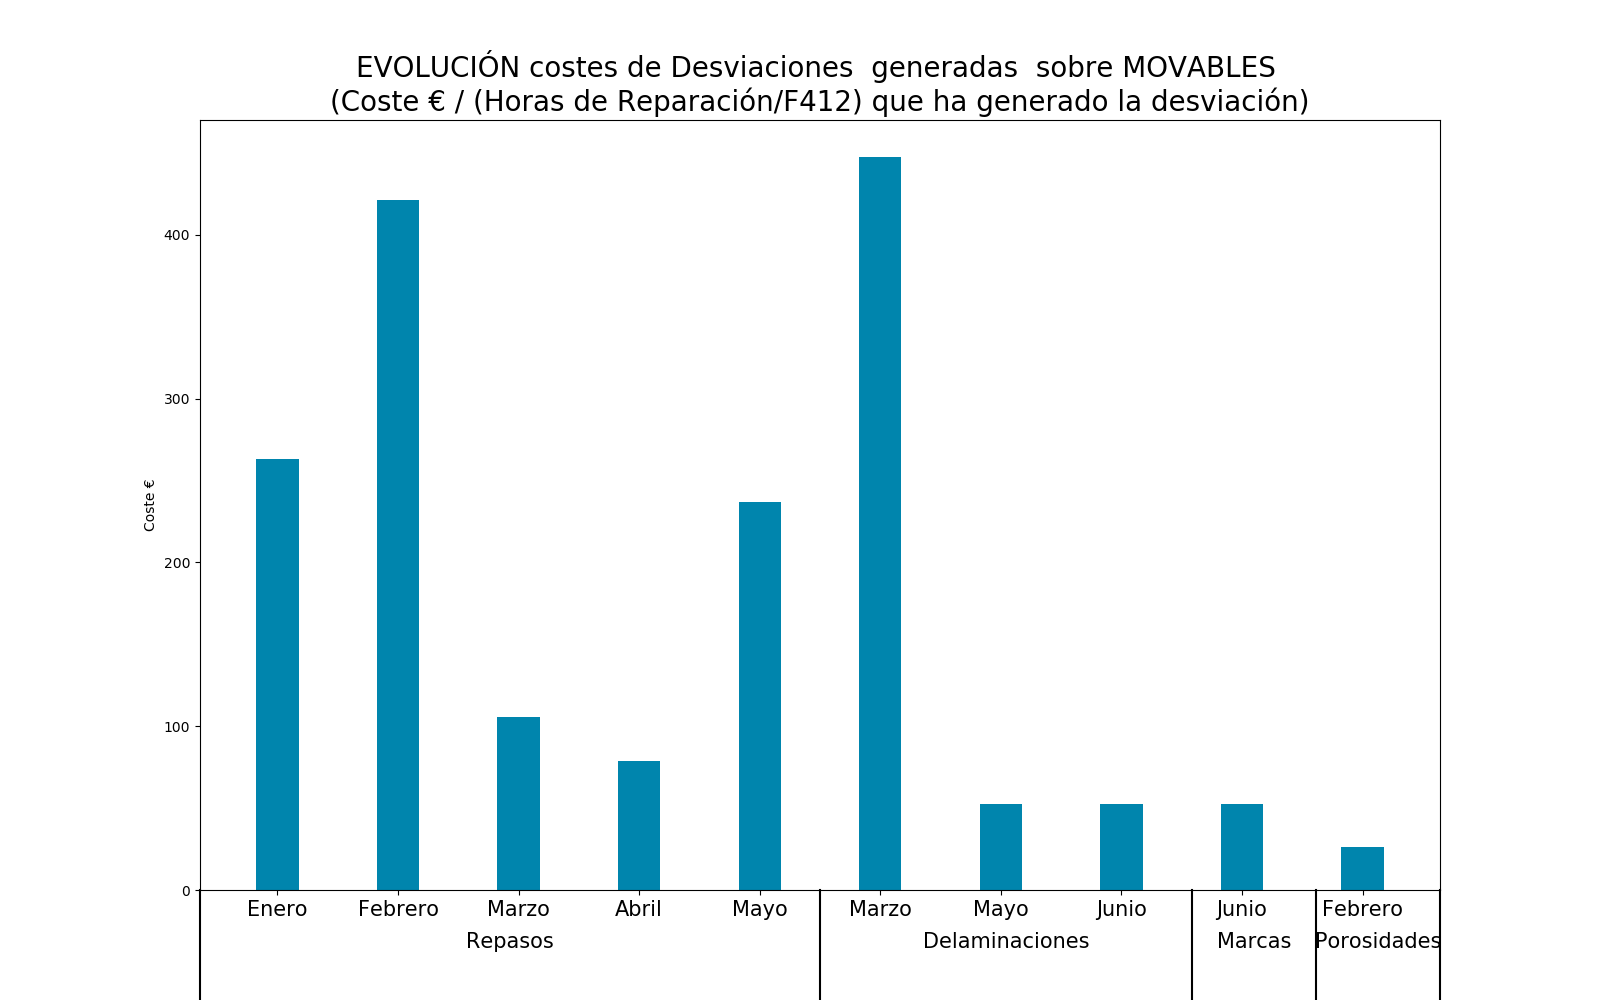 EVOLUCIÓN costes de Desviaciones  generadas  sobre MOVABLES
(Coste € / (Horas de Reparación/F412) que ha generado la desviación)
400
300
200
100
0
Coste €
Enero Febrero Marzo Abril Mayo Marzo Mayo Junio Junio Febrero
Repasos Delaminaciones Marcas Porosidades